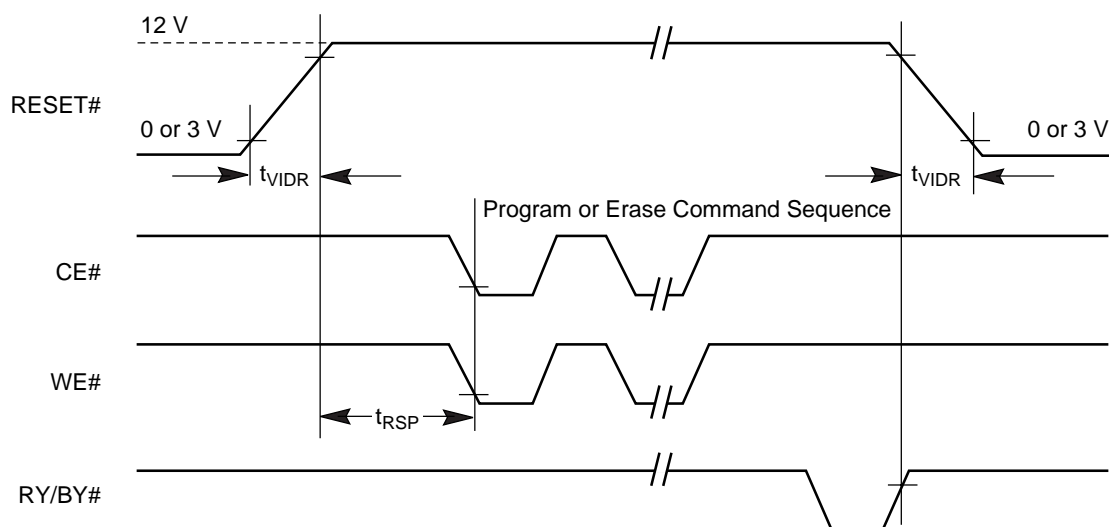 12 V
RESET#
0 or 3 V
0 or 3 V
tVIDR
tVIDR
Program or Erase Command Sequence
CE#
WE#
tRSP
RY/BY#